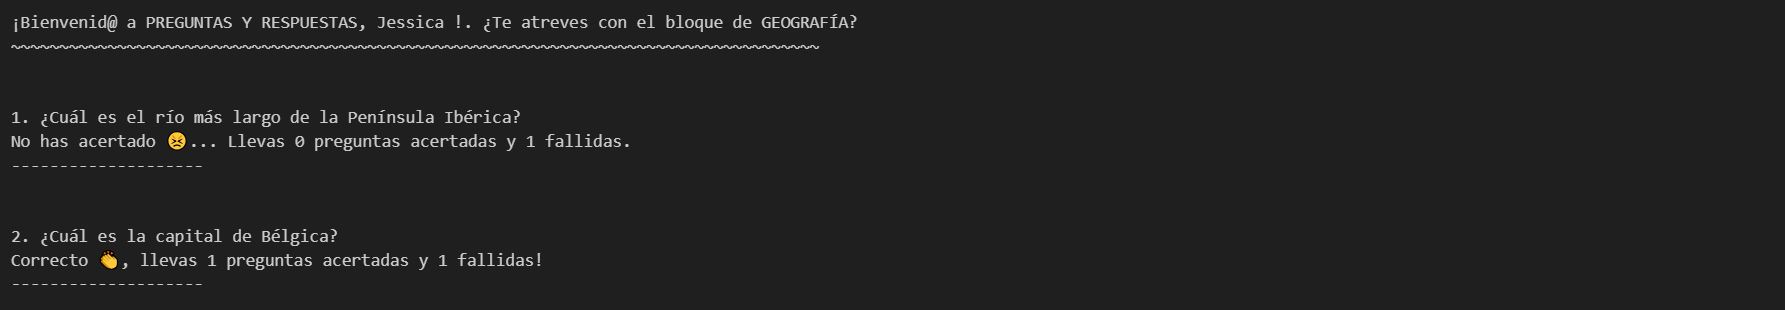 ¡Bienvenid@ a PREGUNTAS Y RESPUESTAS, Jessica !. ¿Te atreves con el bloque de GEOGRAFÍA?
~~~~~~~~~~~~~~~~~~~~~~~~~~~~~~~~~~~~~~~~~~~~~~~~~~~~~~~~~~~~~~~~~~~~~~~~~~~~~~~~~~~~
1. ¿Cuál es el río más largo de la Península Ibérica?
No has acertado 😣... Llevas 0 preguntas acertadas y 1 fallidas.
--------------------
2. ¿Cuál es la capital de Bélgica?
Correcto 👏, llevas 1 preguntas acertadas y 1 fallidas!
--------------------